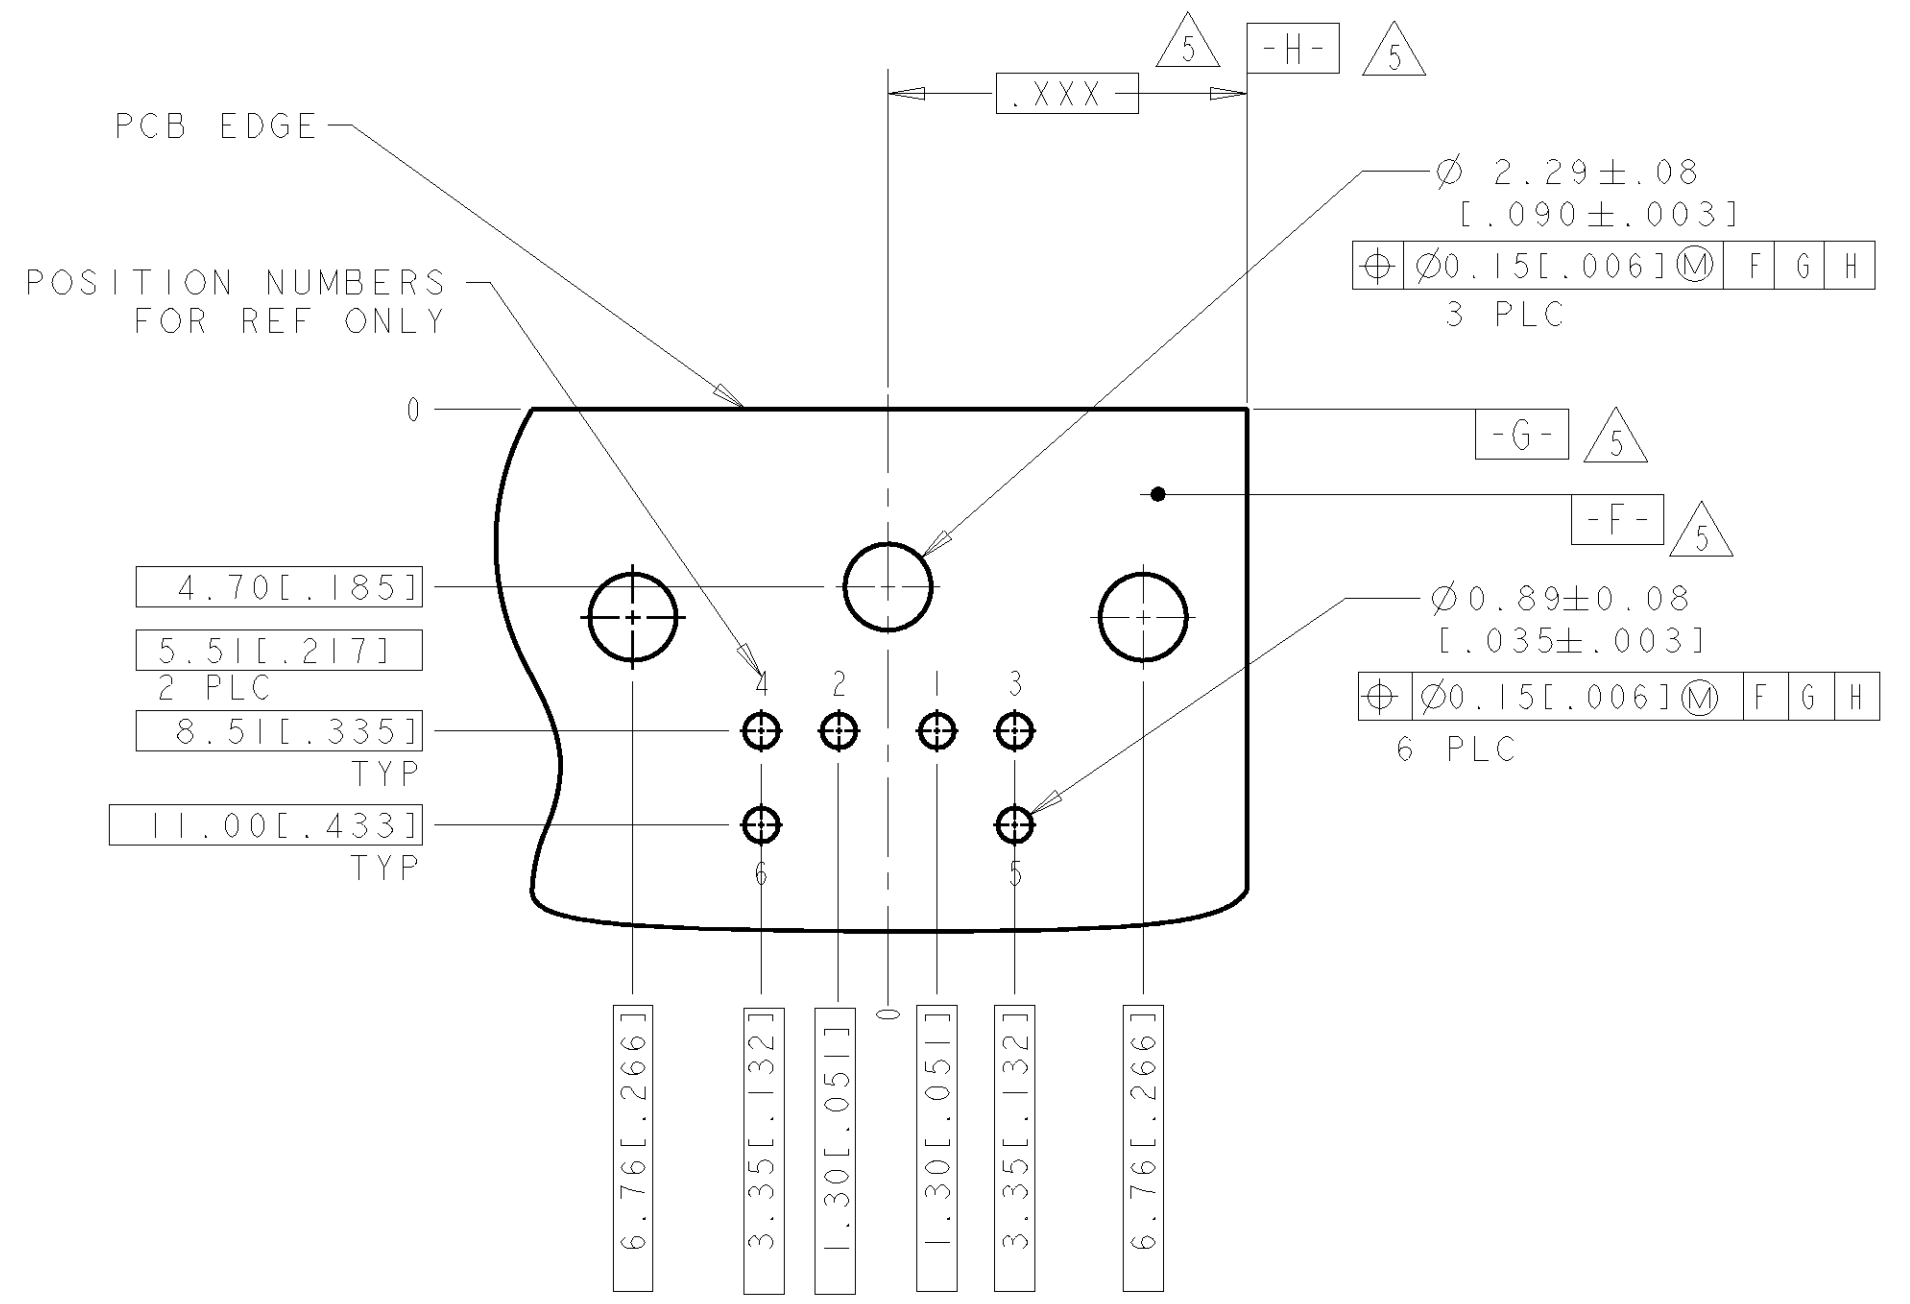 5
-H-
5
.XXX
PCB EDGE
⌀ 2.29±.08
[.090±.003]
⌖ ⌀0.15[.006]Ⓜ F G H
3 PLC
POSITION NUMBERS
FOR REF ONLY
0
-G-
5
-F-
5
4.70[.185]
5.51[.217]
2 PLC
8.51[.335]
TYP
11.00[.433]
TYP
⌀0.89±0.08
[.035±.003]
⌖ ⌀0.15[.006]Ⓜ F G H
6 PLC
4 2 1 3
6 5
6.76[.266]
3.35[.132]
1.30[.051]
0
1.30[.051]
3.35[.132]
6.76[.266]